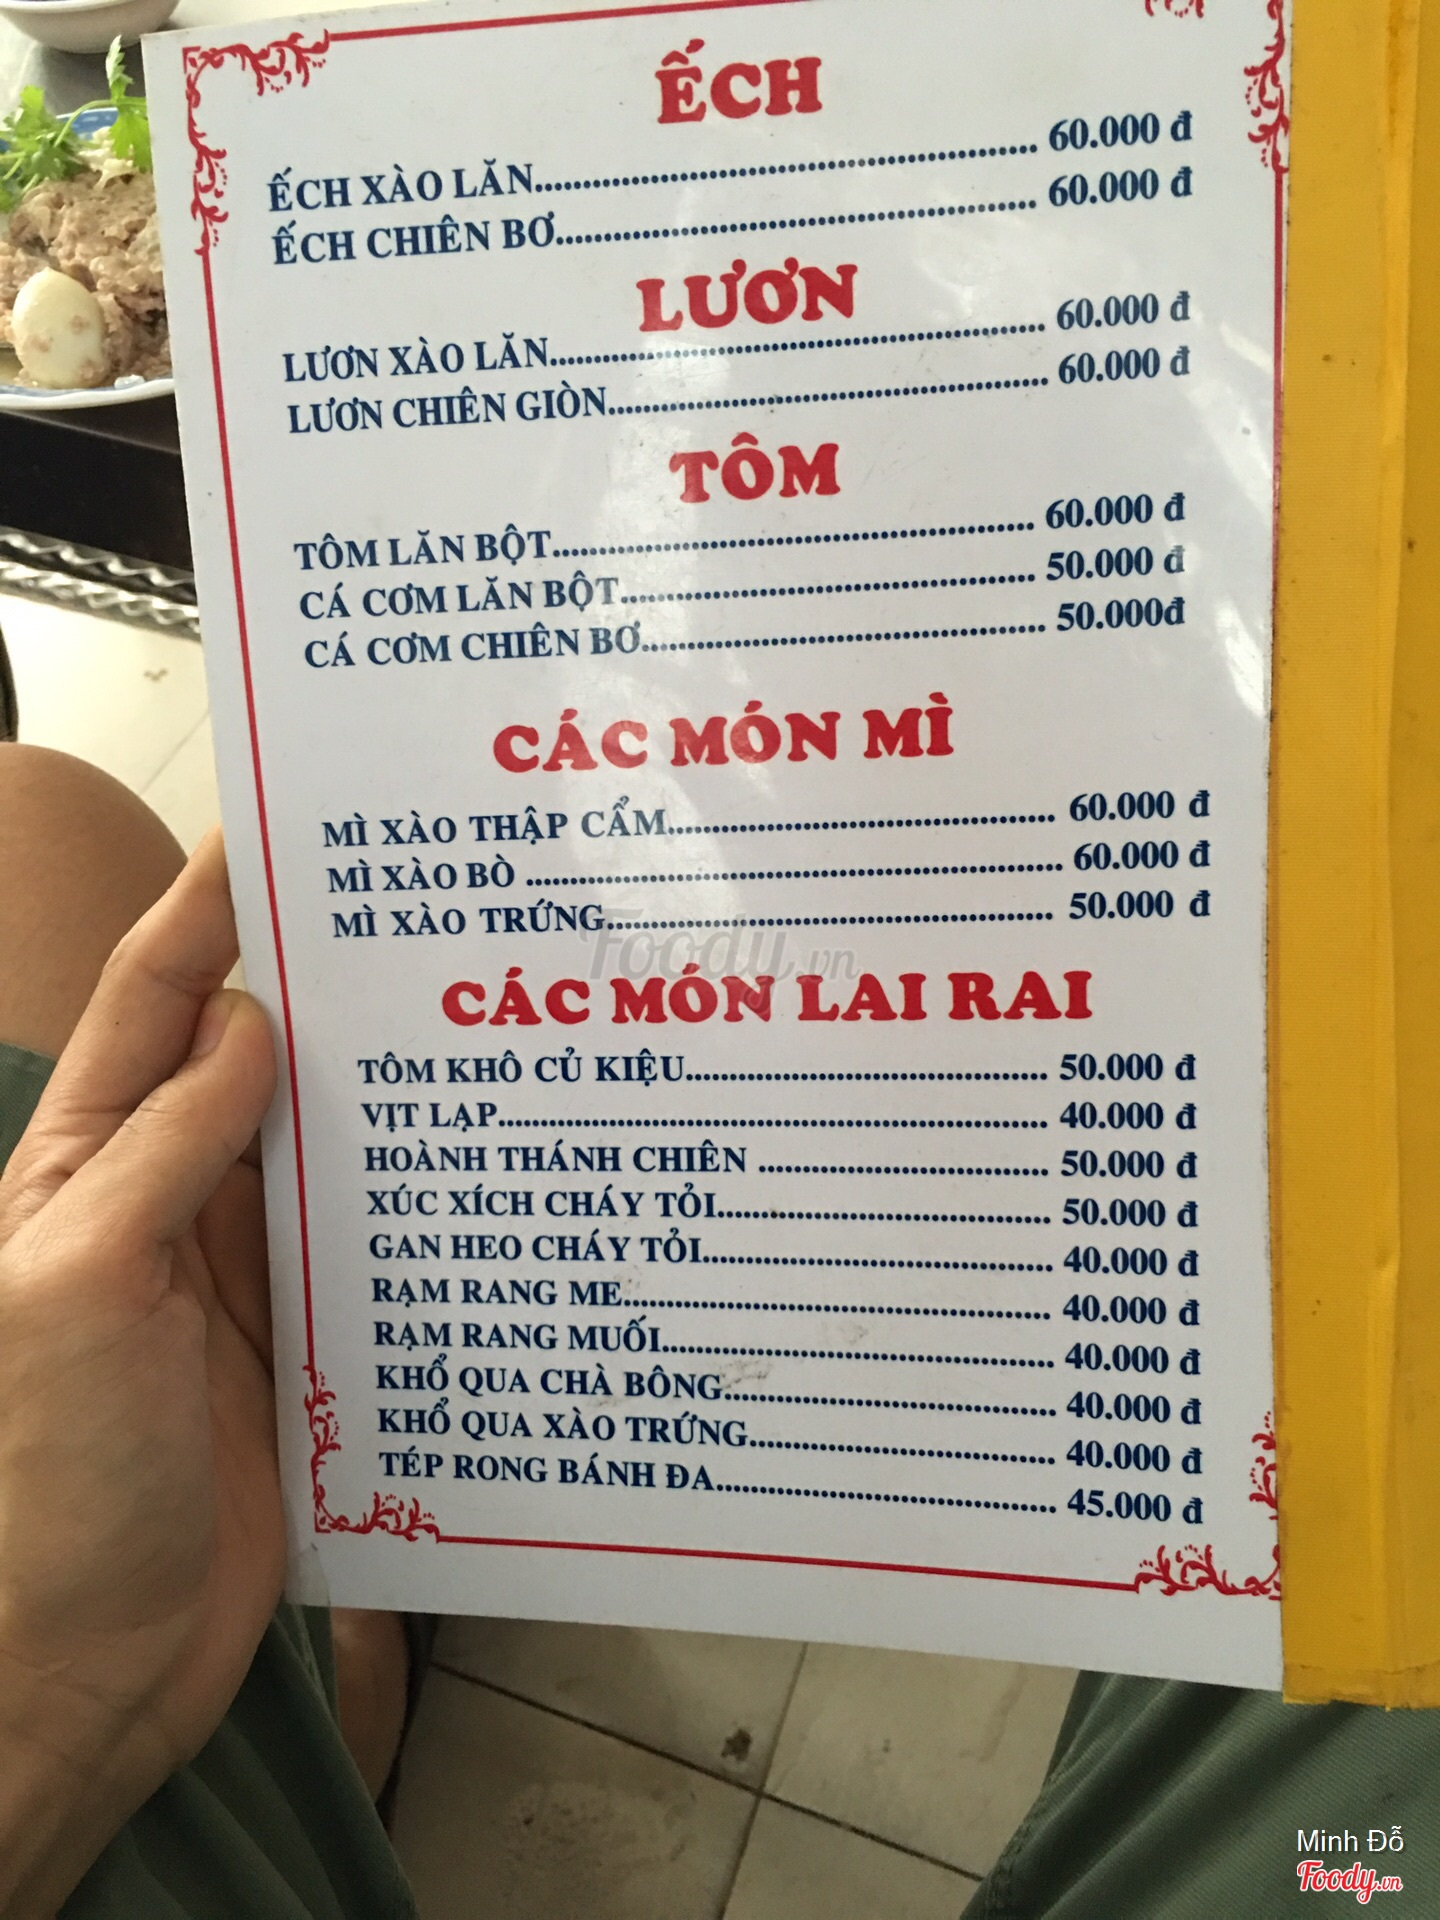 ẾCH
ẾCH XÀO LĂN.......... 60.000 đ
ẾCH CHIÊN BƠ.......... 60.000 đ
LƯƠN
LƯƠN XÀO LĂN.......... 60.000 đ
LƯƠN CHIÊN GIÒN.......... 60.000 đ
TÔM
TÔM LĂN BỘT.......... 60.000 đ
CÁ CƠM LĂN BỘT.......... 50.000 đ
CÁ CƠM CHIÊN BƠ.......... 50.000đ
CÁC MÓN MÌ
MÌ XÀO THẬP CẨM.......... 60.000 đ
MÌ XÀO BÒ .......... 60.000 đ
MÌ XÀO TRỨNG.......... 50.000 đ
Foody.vn
CÁC MÓN LAI RAI
TÔM KHÔ CỦ KIỆU.......... 50.000 đ
VỊT LẠP.......... 40.000 đ
HOÀNH THÁNH CHIÊN .......... 50.000 đ
XÚC XÍCH CHÁY TỎI.......... 50.000 đ
GAN HEO CHÁY TỎI.......... 40.000 đ
RẠM RANG ME.......... 40.000 đ
RẠM RANG MUỐI.......... 40.000 đ
KHỔ QUA CHÀ BÔNG.......... 40.000 đ
KHỔ QUA XÀO TRỨNG.......... 40.000 đ
TÉP RONG BÁNH ĐA.......... 45.000 đ
Minh Đỗ
Foody.vn